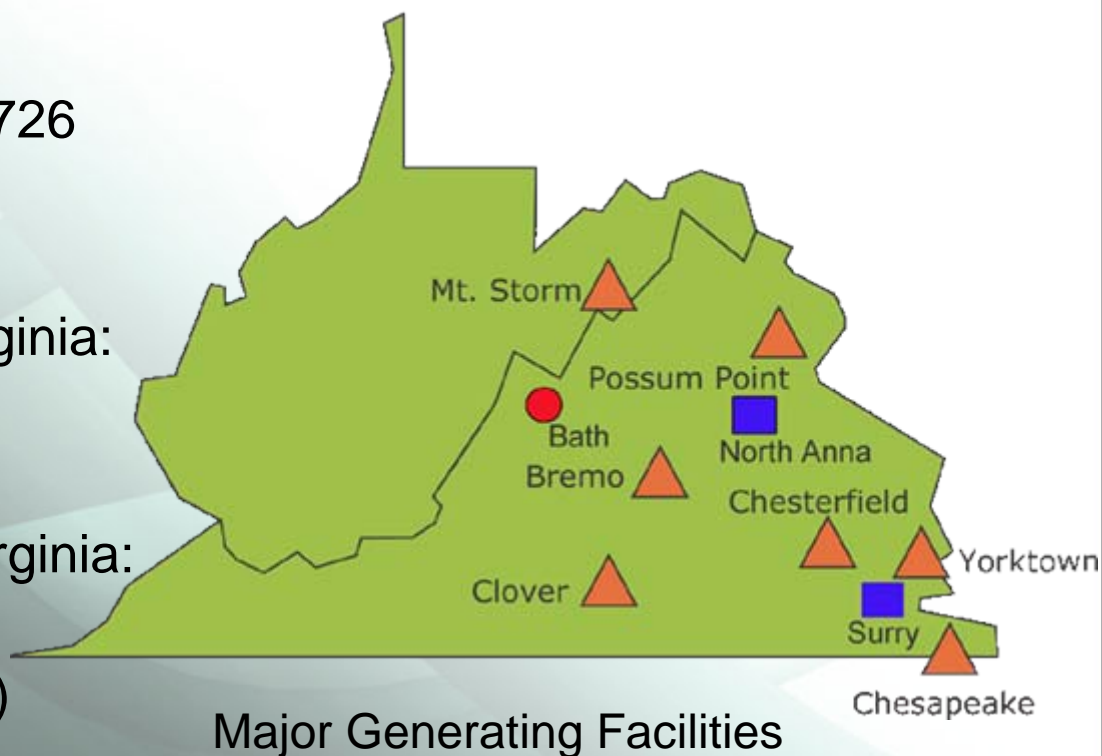 726
ginia:
rginia:
)
Mt. Storm
Possum Point
Bath
North Anna
Bremo
Chesterfield
Yorktown
Clover
Surry
Chesapeake
Major Generating Facilities